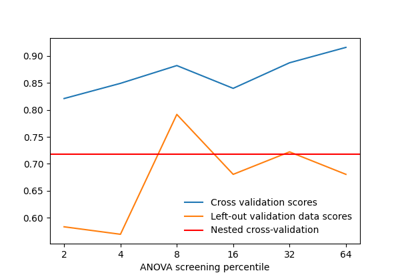 0.90
0.85
0.80
0.75
0.70
0.65
0.60
Cross validation scores
Left-out validation data scores
Nested cross-validation
2 4 8 16 32 64
ANOVA screening percentile